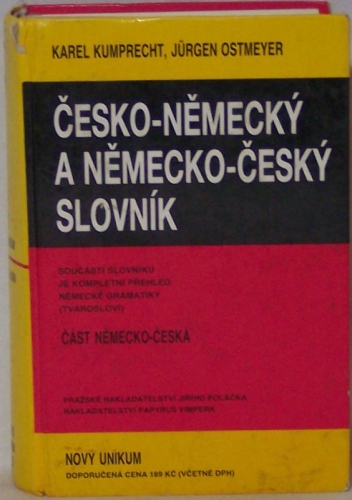 KAREL KUMPRECHT, JÜRGEN OSTMEYER
ČESKO-NĚMECKÝ
A NĚMECKO-ČESKÝ
SLOVNÍK
SOUČÁSTÍ SLOVNÍKU
JE KOMPLETNÍ PŘEHLED
NĚMECKÉ GRAMATIKY
(TVAROSLOVÍ)
ČÁST NĚMECKO-ČESKÁ
PRAŽSKÉ NAKLADATELSTVÍ JIŘÍHO POLÁČKA
NAKLADATELSTVÍ PAPYRUS VIMPERK
NOVÝ UNIKUM
DOPORUČENÁ CENA 189 KČ (VČETNĚ DPH)